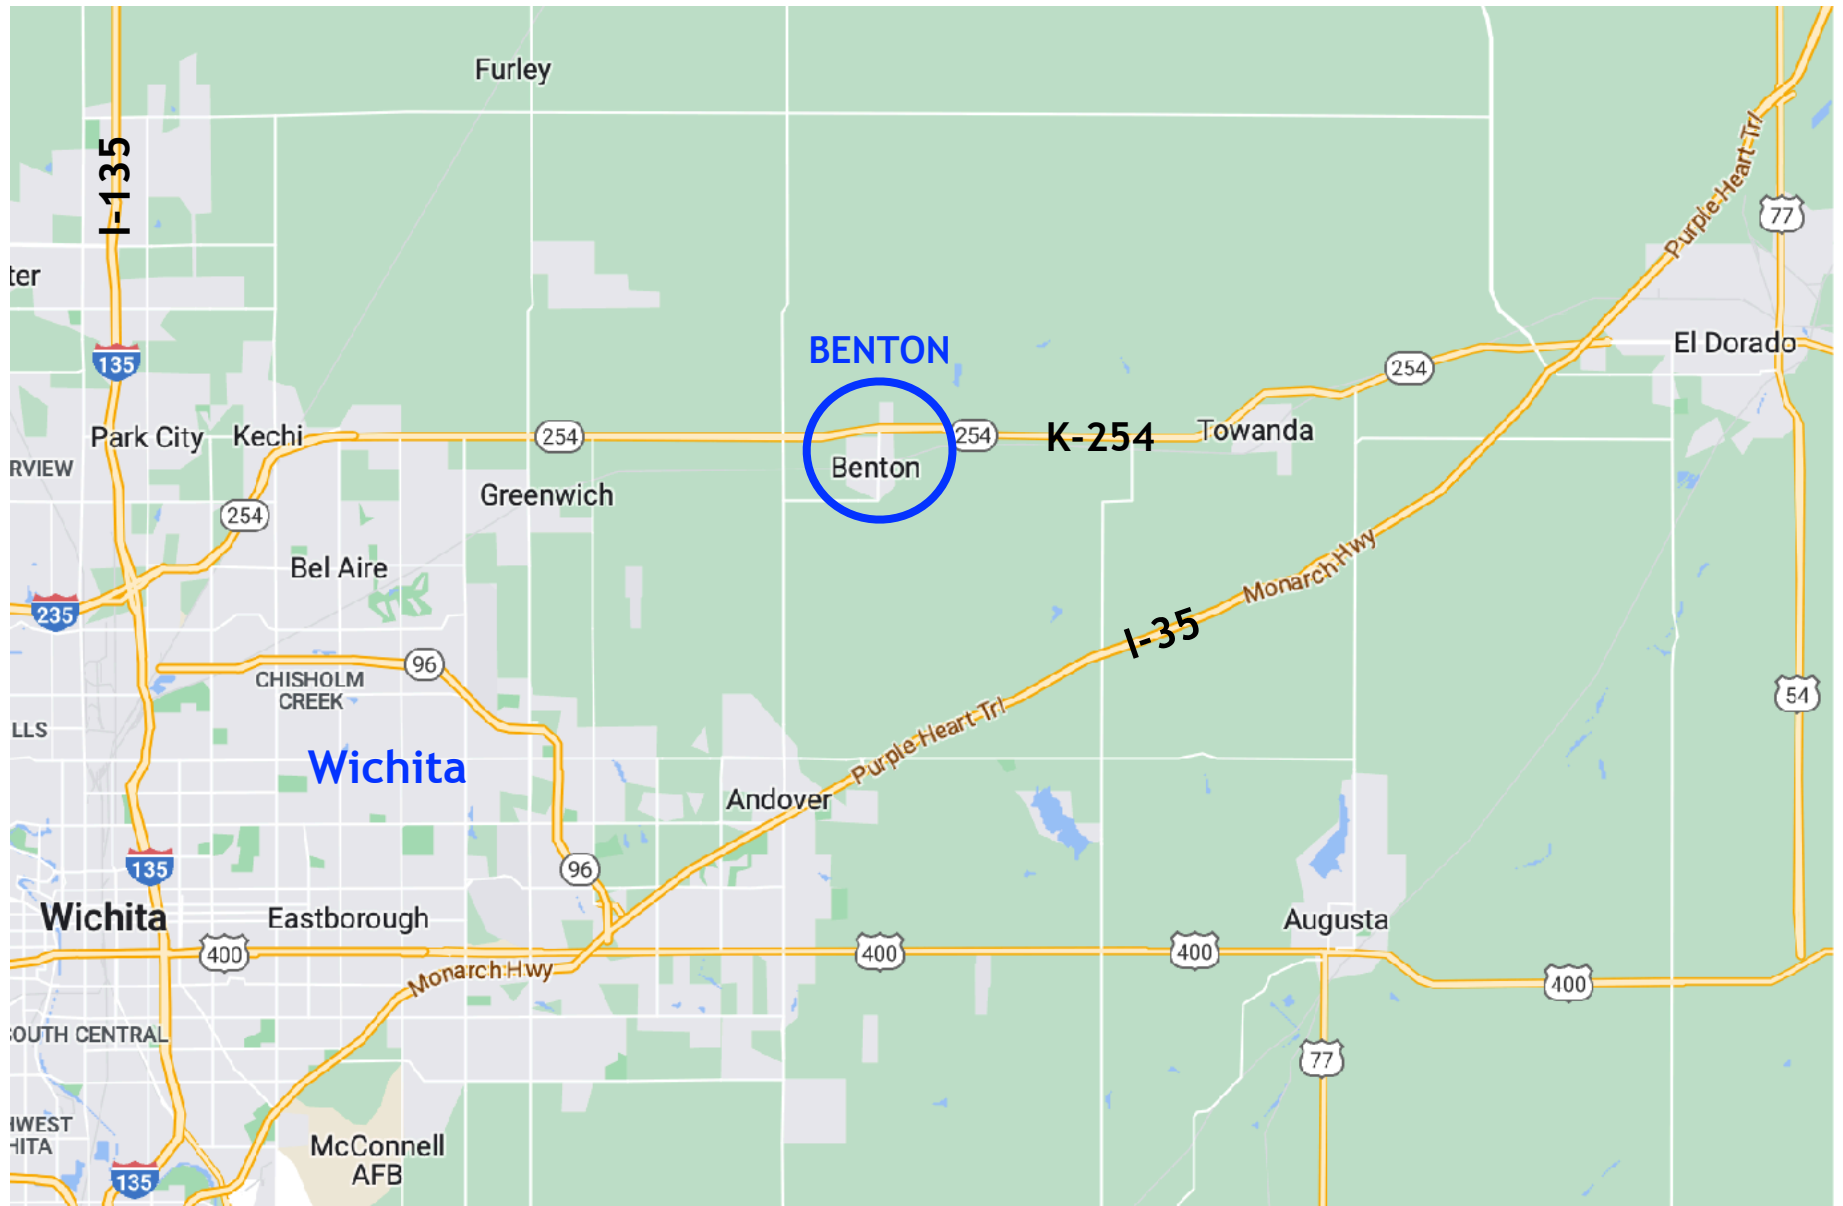 Furley
I-135
Purple Heart Trl
77
ter
BENTON
El Dorado
135
254
Park City
Kechi
254
254
K-254
Towanda
RVIEW
Benton
Greenwich
254
Monarch Hwy
Bel Aire
235
I-35
96
CHISHOLM
CREEK
54
Purple Heart Trl
LLS
Wichita
Andover
135
96
Wichita
Eastborough
Augusta
400
400
400
Monarch Hwy
400
OUTH CENTRAL
77
HWEST
HITA
McConnell
AFB
135